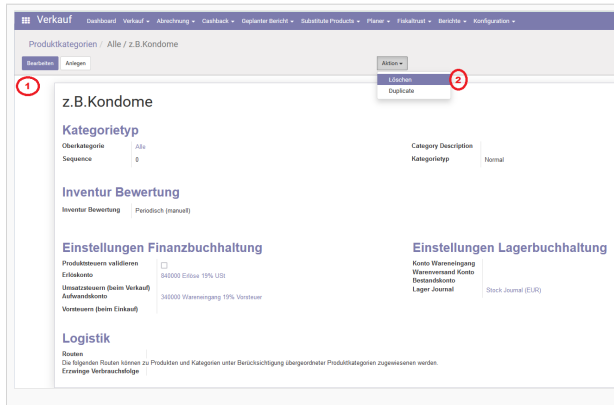 Verkauf Dashboard Verkauf Abrechnung Cashback Geplanter Bericht Substitute Products Planer Fiskaltrust Berichte Konfiguration
Produktkategorien / Alle / z.B.Kondome
Bearbeiten Anlegen Aktion
Löschen
Duplicate
1
2
z.B.Kondome
Kategorietyp
Oberkategorie Alle Category Description
Sequence 0 Kategorietyp Normal
Inventur Bewertung
Inventur Bewertung Periodisch (manuell)
Einstellungen Finanzbuchhaltung Einstellungen Lagerbuchhaltung
Produktsteuern validieren Konto Wareneingang
Erlöskonto 840000 Erlöse 19% USt Warenversand Konto
Bestandskonto
Umsatzsteuern (beim Verkauf) Lager Journal Stock Journal (EUR)
Aufwandskonto 340000 Wareneingang 19% Vorsteuer
Vorsteuern (beim Einkauf)
Logistik
Routen
Die folgenden Routen können zu Produkten und Kategorien unter Berücksichtigung übergeordneter Produktkategorien zugewiesenen werden.
Erzwinge Verbrauchsfolge